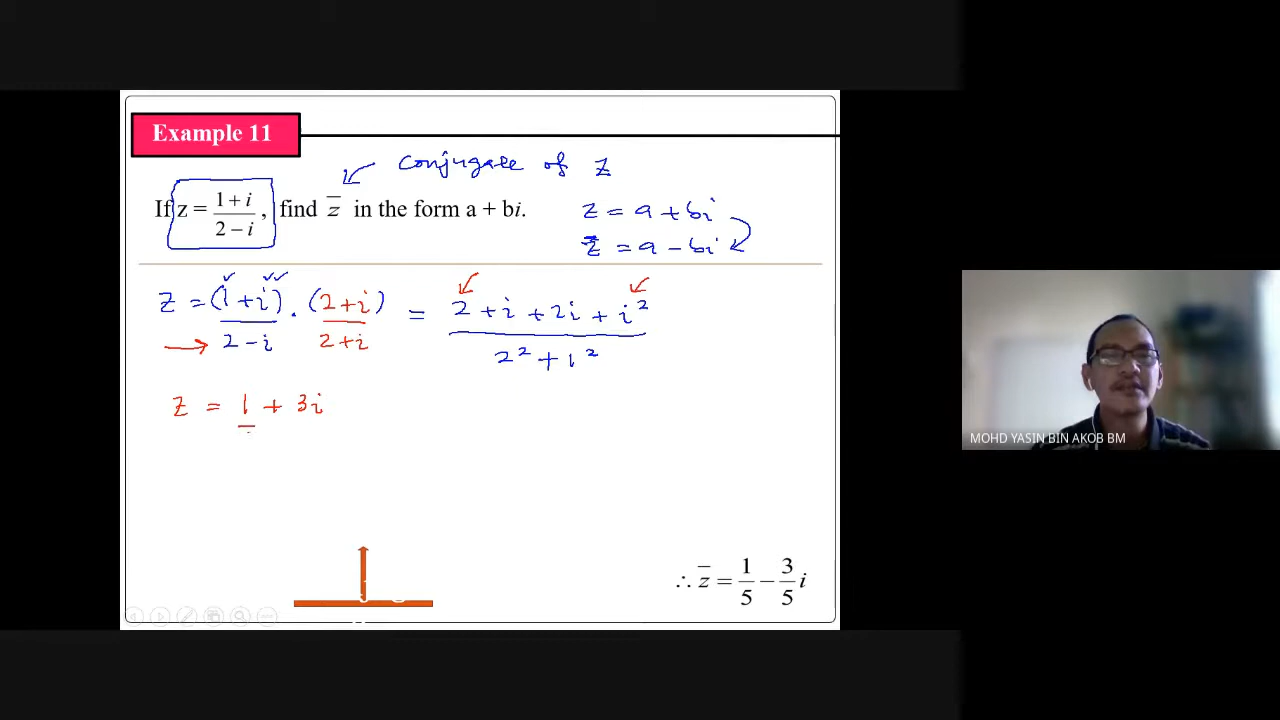 Example 11
conjugate of z
If z = (1 + i)/(2 − i), find z̄ in the form a + bi.
z = a + bi
z̄ = a − bi
z = (1 + i)/(2 − i) · (2 + i)/(2 + i) = (2 + i + 2i + i²)/(2² + 1²)
z = 1 + 3i
∴ z̄ = 1/5 − 3/5 i
MOHD YASIN BIN AKOB BM